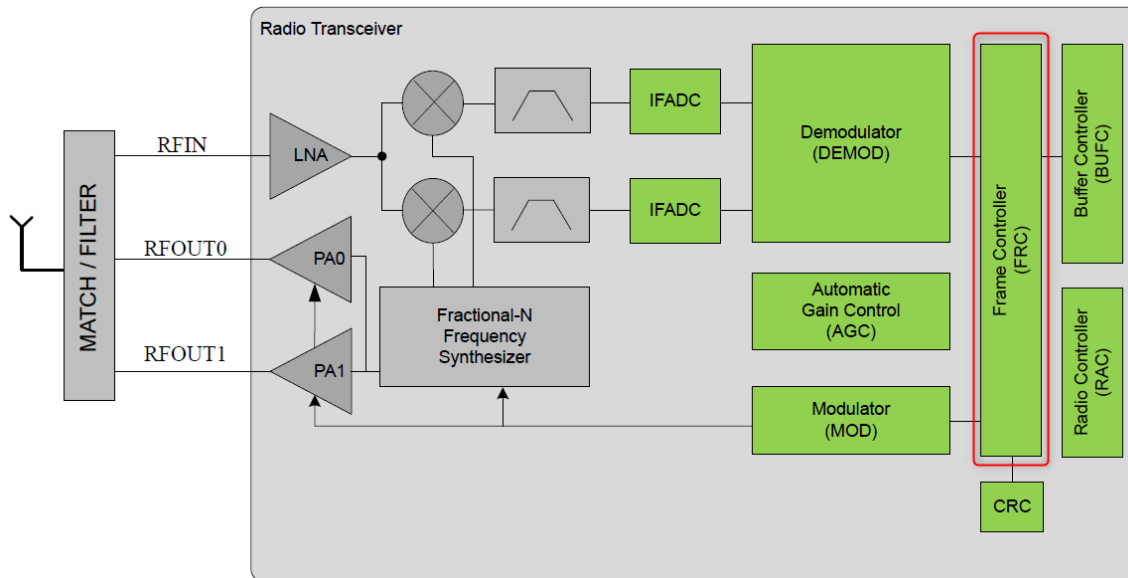 Radio Transceiver
MATCH / FILTER
RFIN
LNA
IFADC
Demodulator
(DEMOD)
IFADC
RFOUT0
PA0
RFOUT1
PA1
Fractional-N
Frequency
Synthesizer
Automatic
Gain Control
(AGC)
Modulator
(MOD)
Frame Controller
(FRC)
Buffer Controller
(BUFC)
Radio Controller
(RAC)
CRC